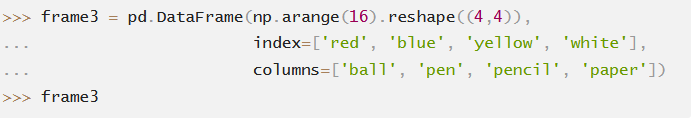 >>> frame3 = pd.DataFrame(np.arange(16).reshape((4,4)),
...                   index=['red', 'blue', 'yellow', 'white'],
...                   columns=['ball', 'pen', 'pencil', 'paper'])
>>> frame3